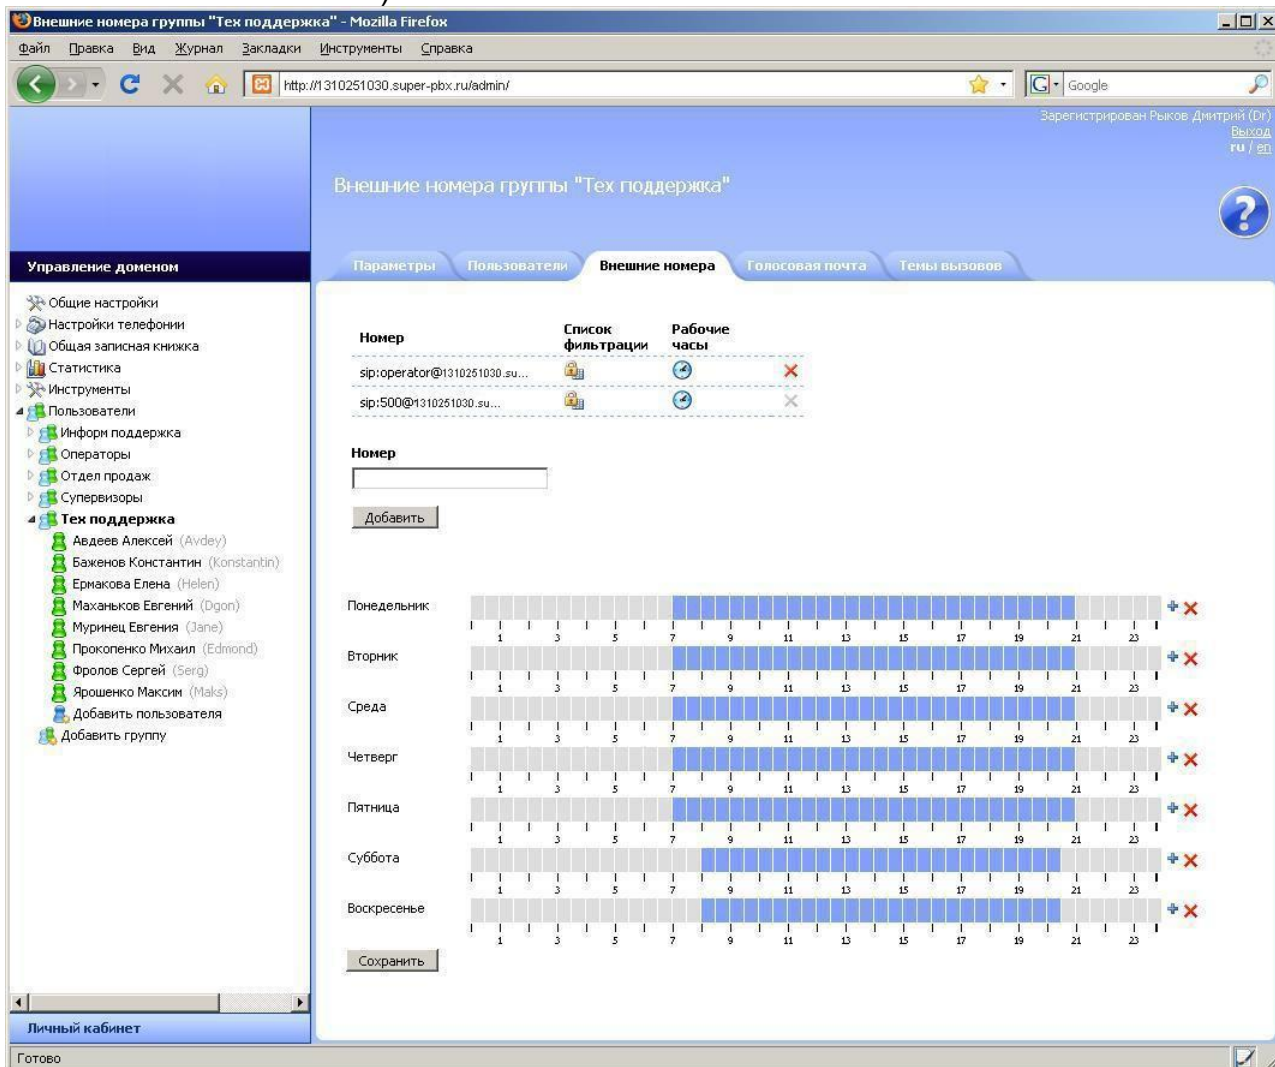 )
Внешние номера группы "Тех поддержка" - Mozilla Firefox
Файл Правка Вид Журнал Закладки Инструменты Справка
http://1310251030.super-pbx.ru/admin/
G Google
Зарегистрирован Рыков Дмитрий (Dr)
Выход
ru / en
Внешние номера группы "Тех поддержка"
?
Управление доменом
Параметры Пользователи Внешние номера Голосовая почта Темы вызовов
Общие настройки
Настройки телефонии
Общая записная книжка
Статистика
Инструменты
Пользователи
Информ поддержка
Операторы
Отдел продаж
Супервизоры
Тех поддержка
Авдеев Алексей (Avdey)
Баженов Константин (Konstantin)
Ермакова Елена (Helen)
Маханьков Евгений (Dgon)
Муринец Евгения (Jane)
Прокопенко Михаил (Edmond)
Фролов Сергей (Serg)
Ярошенко Максим (Maks)
Добавить пользователя
Добавить группу
Личный кабинет
Номер Список фильтрации Рабочие часы
sip:operator@1310251030.su...
sip:500@1310251030.su...
Номер
Добавить
Понедельник
1 3 5 7 9 11 13 15 17 19 21 23
Вторник
1 3 5 7 9 11 13 15 17 19 21 23
Среда
1 3 5 7 9 11 13 15 17 19 21 23
Четверг
1 3 5 7 9 11 13 15 17 19 21 23
Пятница
1 3 5 7 9 11 13 15 17 19 21 23
Суббота
1 3 5 7 9 11 13 15 17 19 21 23
Воскресенье
1 3 5 7 9 11 13 15 17 19 21 23
Сохранить
Готово